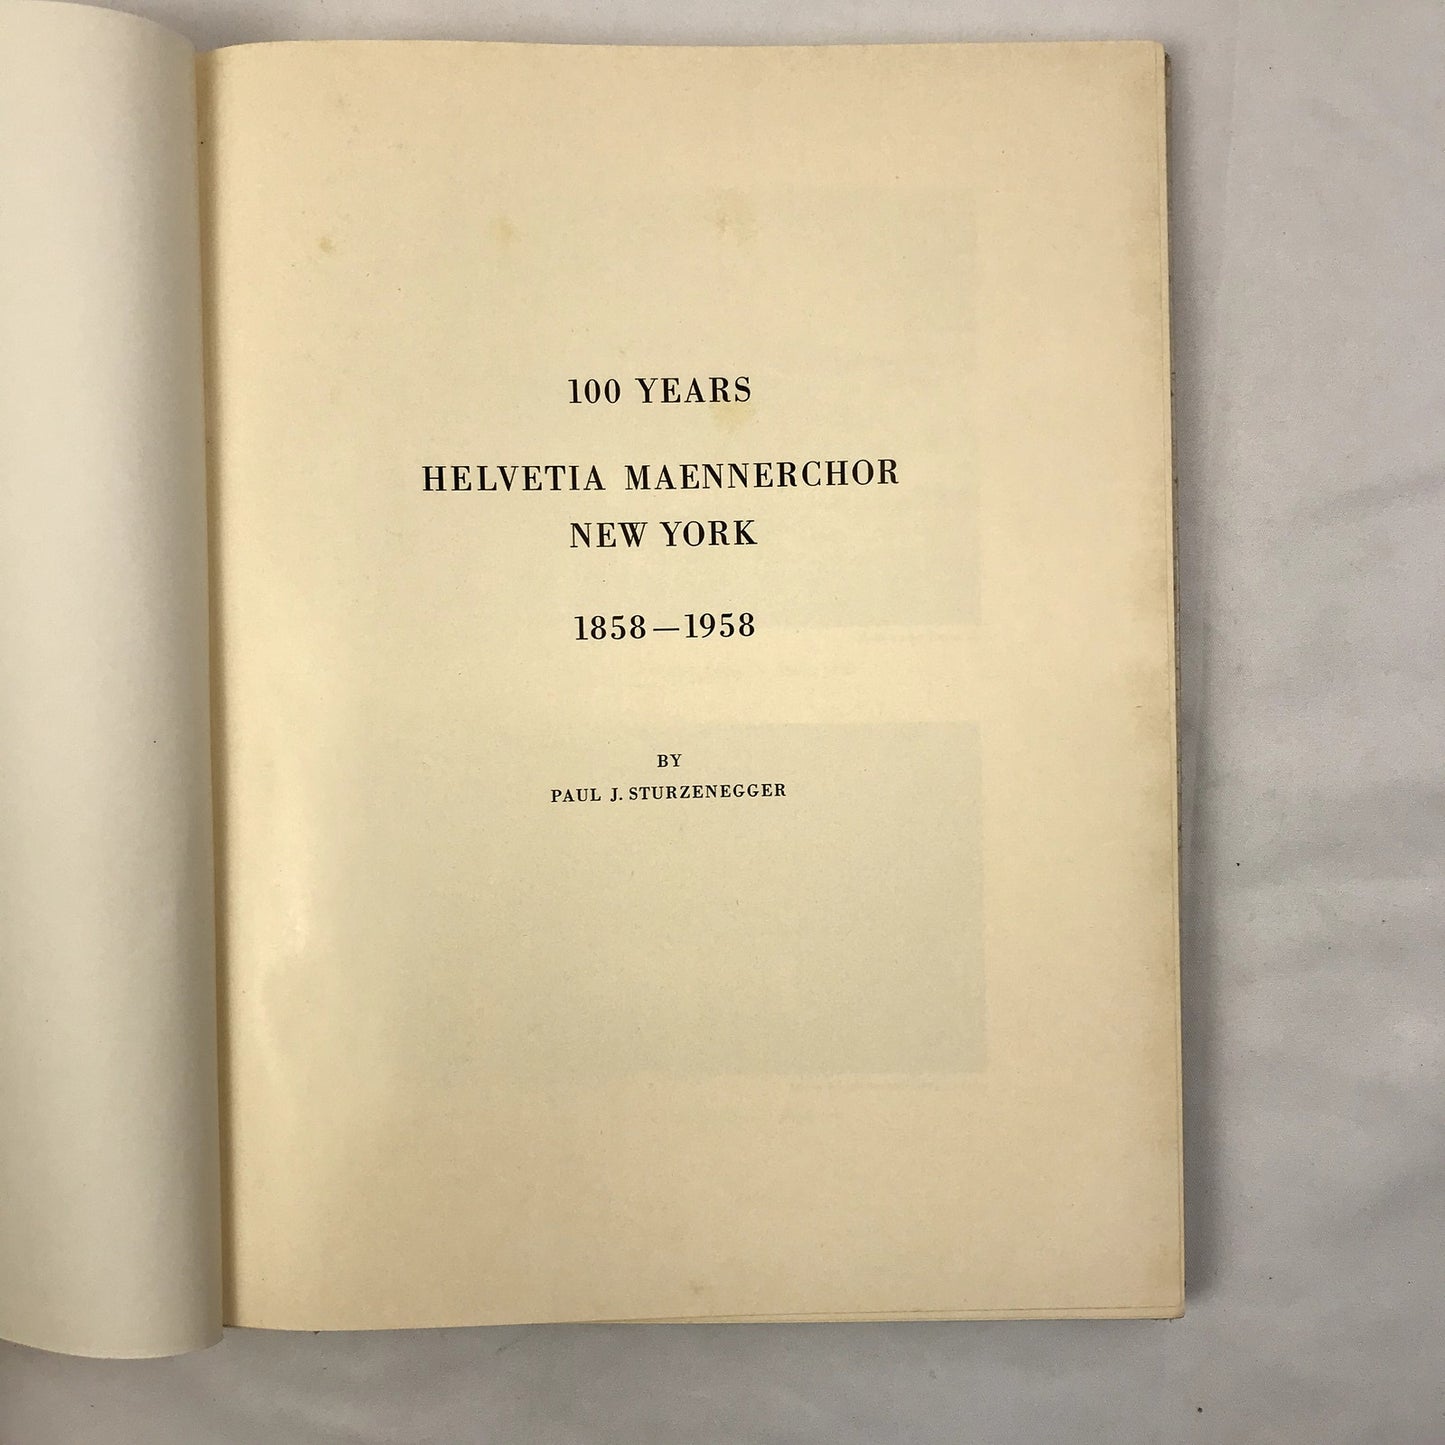 100 YEARS
HELVETIA MAENNERCHOR
NEW YORK
1858—1958
BY
PAUL J. STURZENEGGER